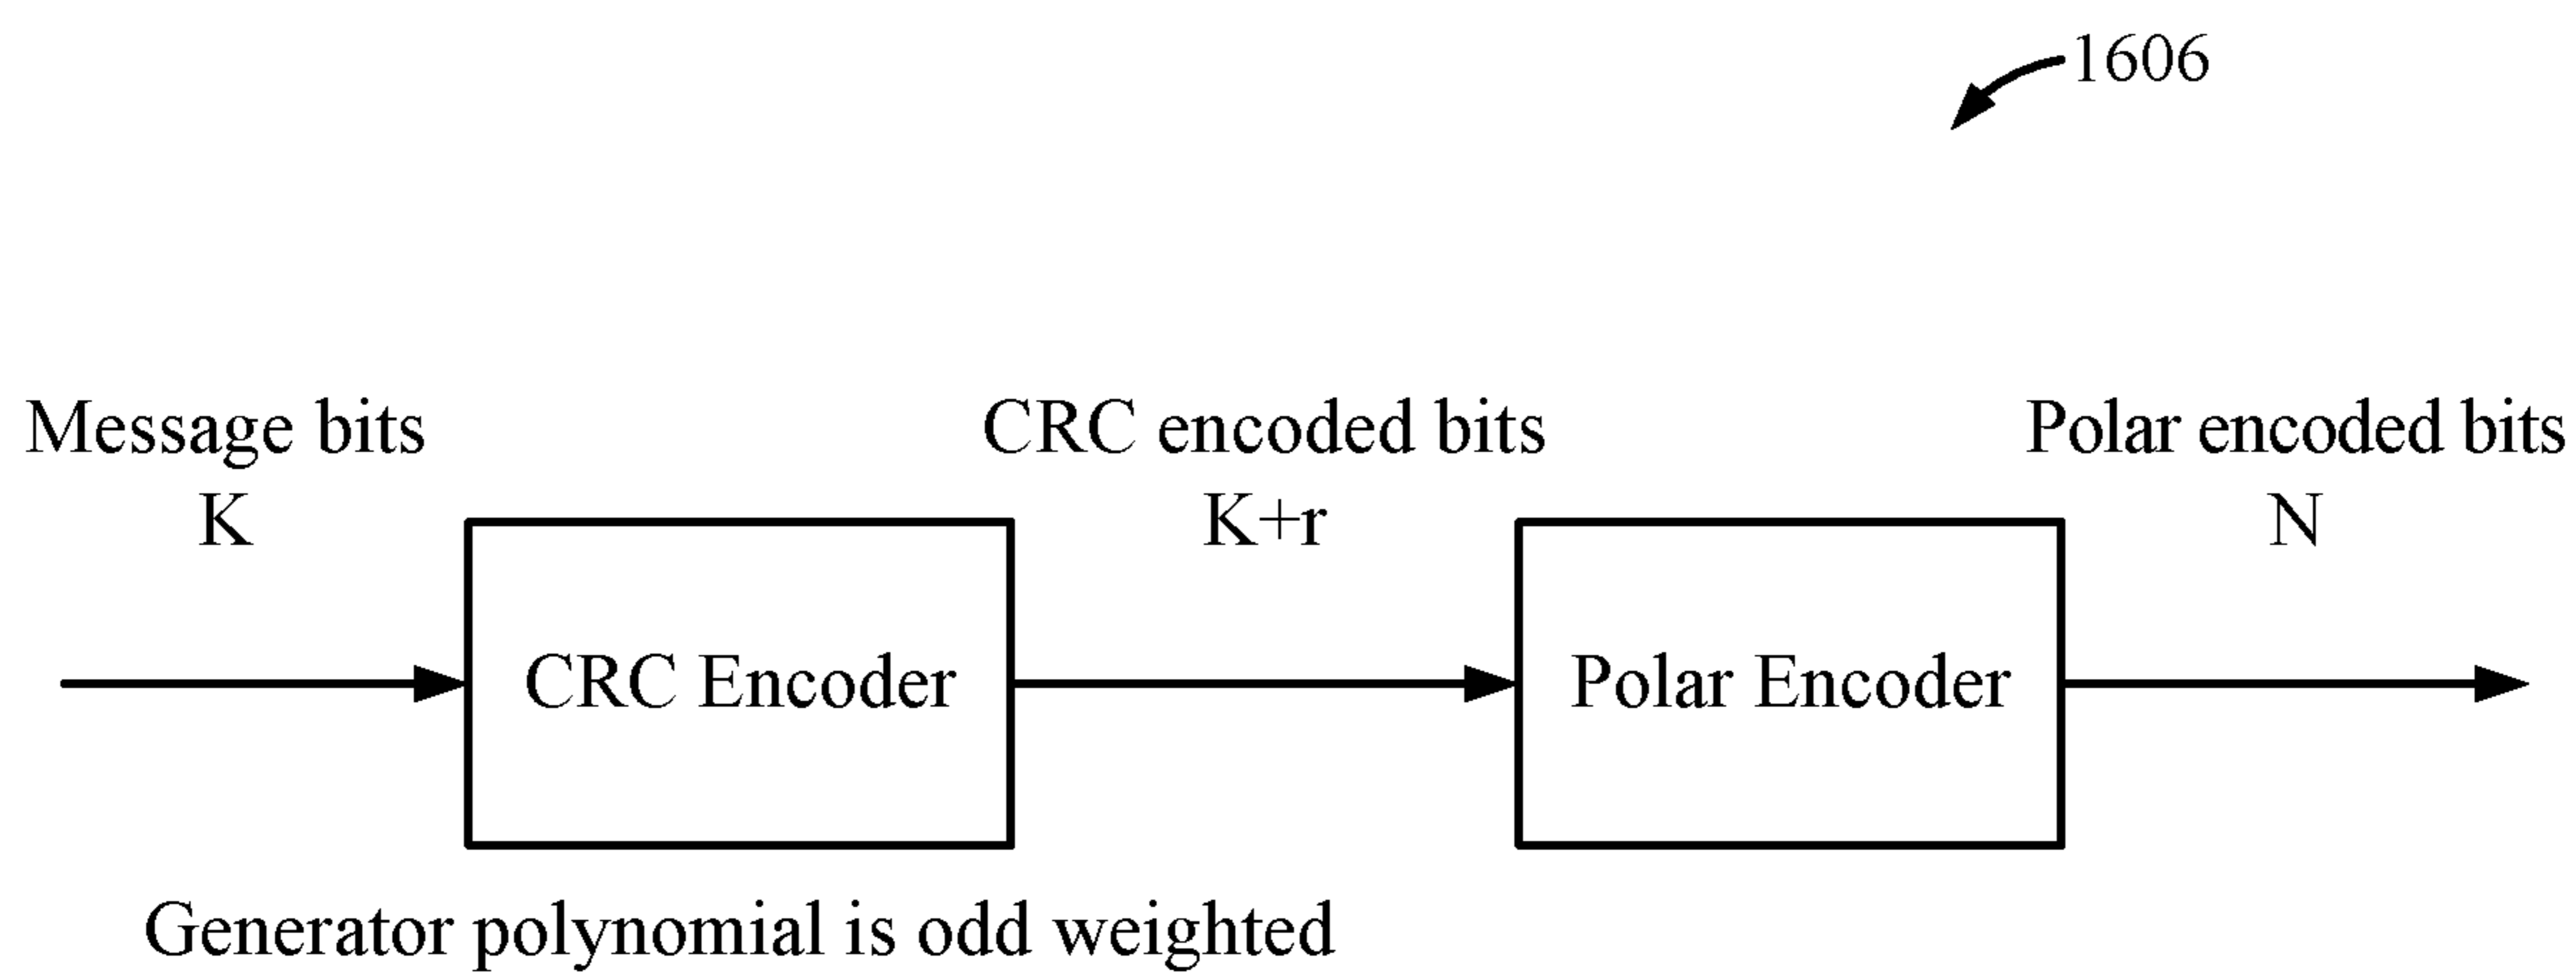 1606
Message bits
K
CRC encoded bits
K+r
Polar encoded bits
N
CRC Encoder
Polar Encoder
Generator polynomial is odd weighted